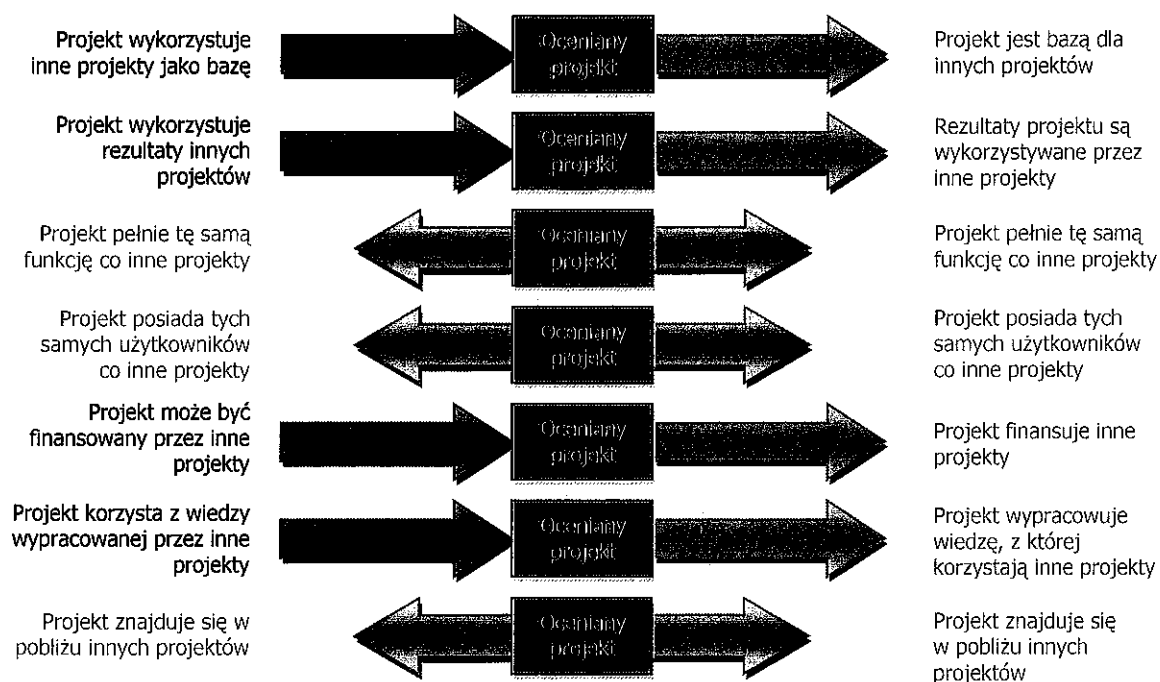 Projekt wykorzystuje
inne projekty jako bazę
Oceniany
projekt
Projekt jest bazą dla
innych projektów
Projekt wykorzystuje
rezultaty innych
projektów
Oceniany
projekt
Rezultaty projektu są
wykorzystywane przez
inne projekty
Projekt pełnie tę samą
funkcję co inne projekty
Oceniany
projekt
Projekt pełnie tę samą
funkcję co inne projekty
Projekt posiada tych
samych użytkowników
co inne projekty
Oceniany
projekt
Projekt posiada tych
samych użytkowników
co inne projekty
Projekt może być
finansowany przez inne
projekty
Oceniany
projekt
Projekt finansuje inne
projekty
Projekt korzysta z wiedzy
wypracowanej przez inne
projekty
Oceniany
projekt
Projekt wypracowuje
wiedzę, z której
korzystają inne projekty
Projekt znajduje się w
pobliżu innych projektów
Oceniany
projekt
Projekt znajduje się
w pobliżu innych
projektów